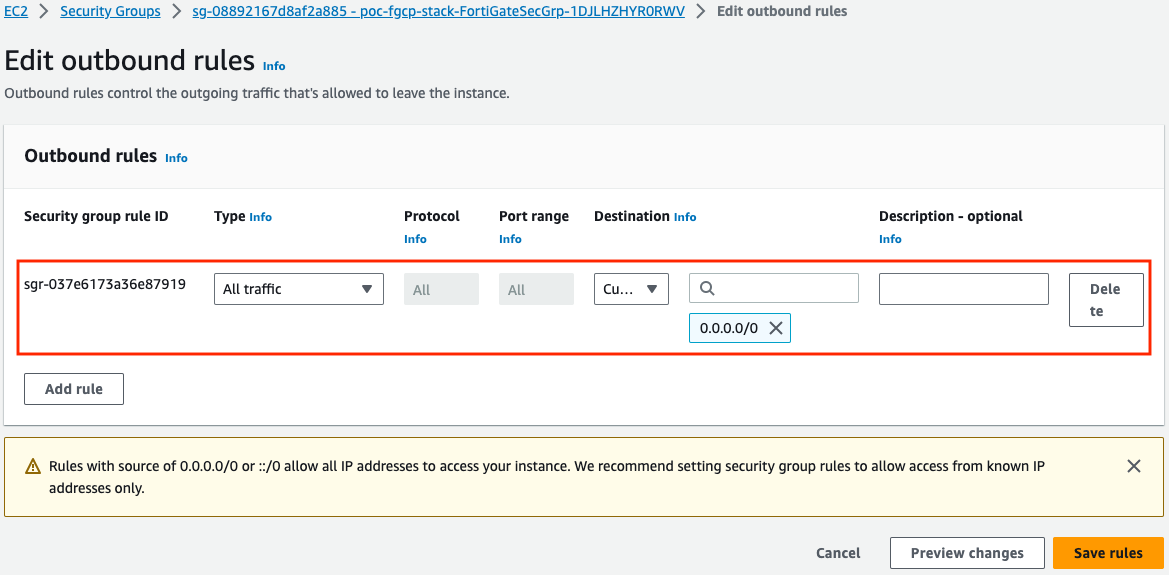 EC2 > Security Groups > sg-08892167d8af2a885 - poc-fgcp-stack-FortiGateSecGrp-1DJLHZHYR0RWV > Edit outbound rules
Edit outbound rules Info
Outbound rules control the outgoing traffic that's allowed to leave the instance.
Outbound rules Info
Security group rule ID Type Info Protocol Port range Destination Info Description - optional
Info Info Info
sgr-037e6173a36e87919 All traffic All All Cu... Dele
te
0.0.0.0/0
Add rule
Rules with source of 0.0.0.0/0 or ::/0 allow all IP addresses to access your instance. We recommend setting security group rules to allow access from known IP
addresses only.
Cancel Preview changes Save rules